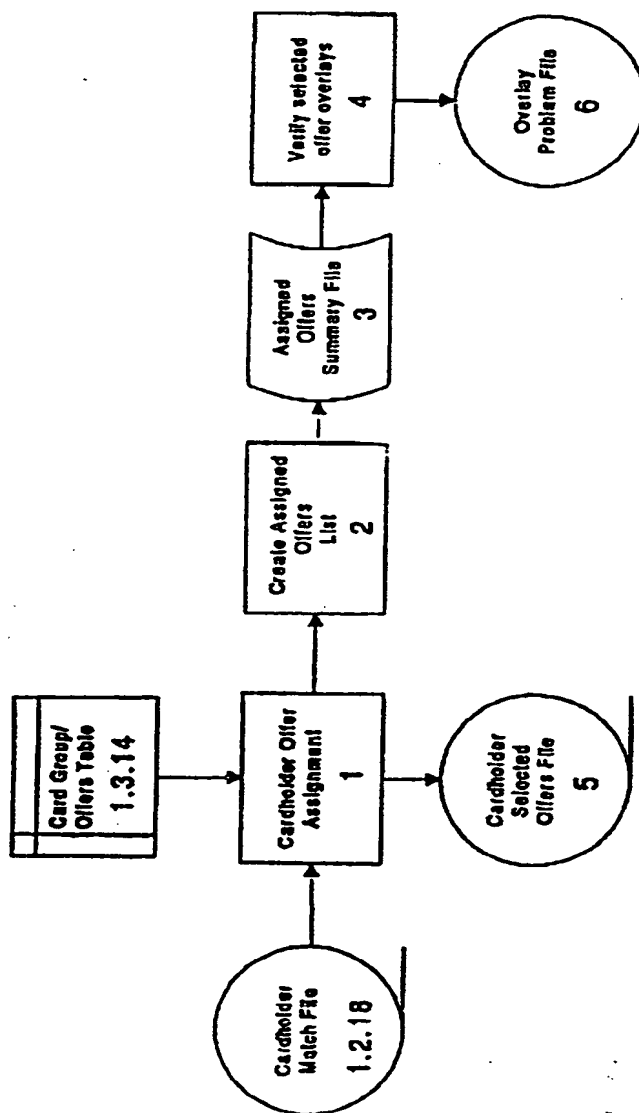 Card Group/
Offers Table
1.3.14
Cardholder
Match File
1.2.18
Cardholder Offer
Assignment
1
Create Assigned
Offers
List
2
Assigned
Offers
Summary File
3
Verify selected
offer overlays
4
Cardholder
Selected
Offers File
5
Overlay
Problem File
6